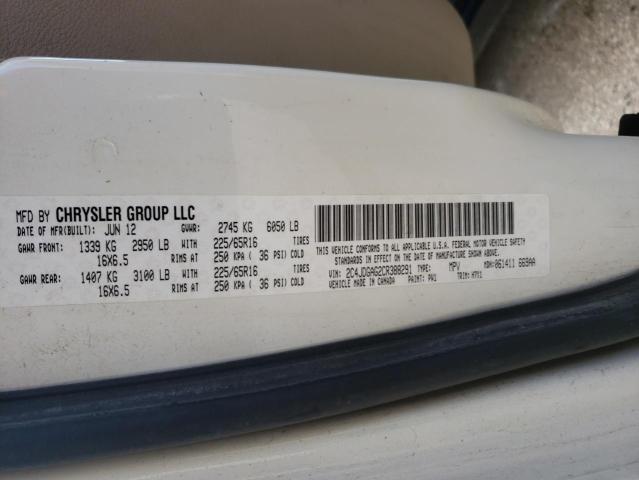 MFD BY CHRYSLER GROUP LLC
DATE OF MFR(BUILT): JUN 12 GVWR: 2745 KG 6050 LB
GAWR FRONT: 1339 KG 2950 LB WITH 225/65R16 TIRES
16X6.5 RIMS AT 250 KPA ( 36 PSI) COLD
GAWR REAR: 1407 KG 3100 LB WITH 225/65R16 TIRES
16X6.5 RIMS AT 250 KPA ( 36 PSI) COLD
THIS VEHICLE CONFORMS TO ALL APPLICABLE U.S.A. FEDERAL MOTOR VEHICLE SAFETY
STANDARDS IN EFFECT ON THE DATE OF MANUFACTURE SHOWN ABOVE.
VIN: 2C4JDGAG2CR388291 TYPE: MPV MDH: 061411 669AA
VEHICLE MADE IN CANADA PAINT: PW1 TRIM: